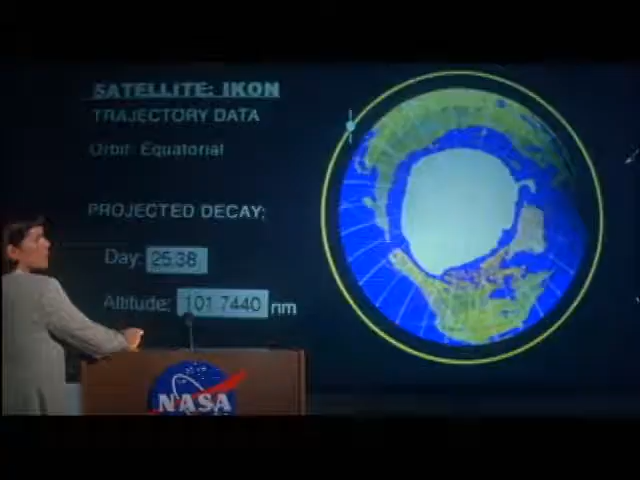 SATELLITE: IKON
TRAJECTORY DATA
Orbit: Equatorial
PROJECTED DECAY:
Day: 25.38
Altitude: 101.7440 nm
NASA